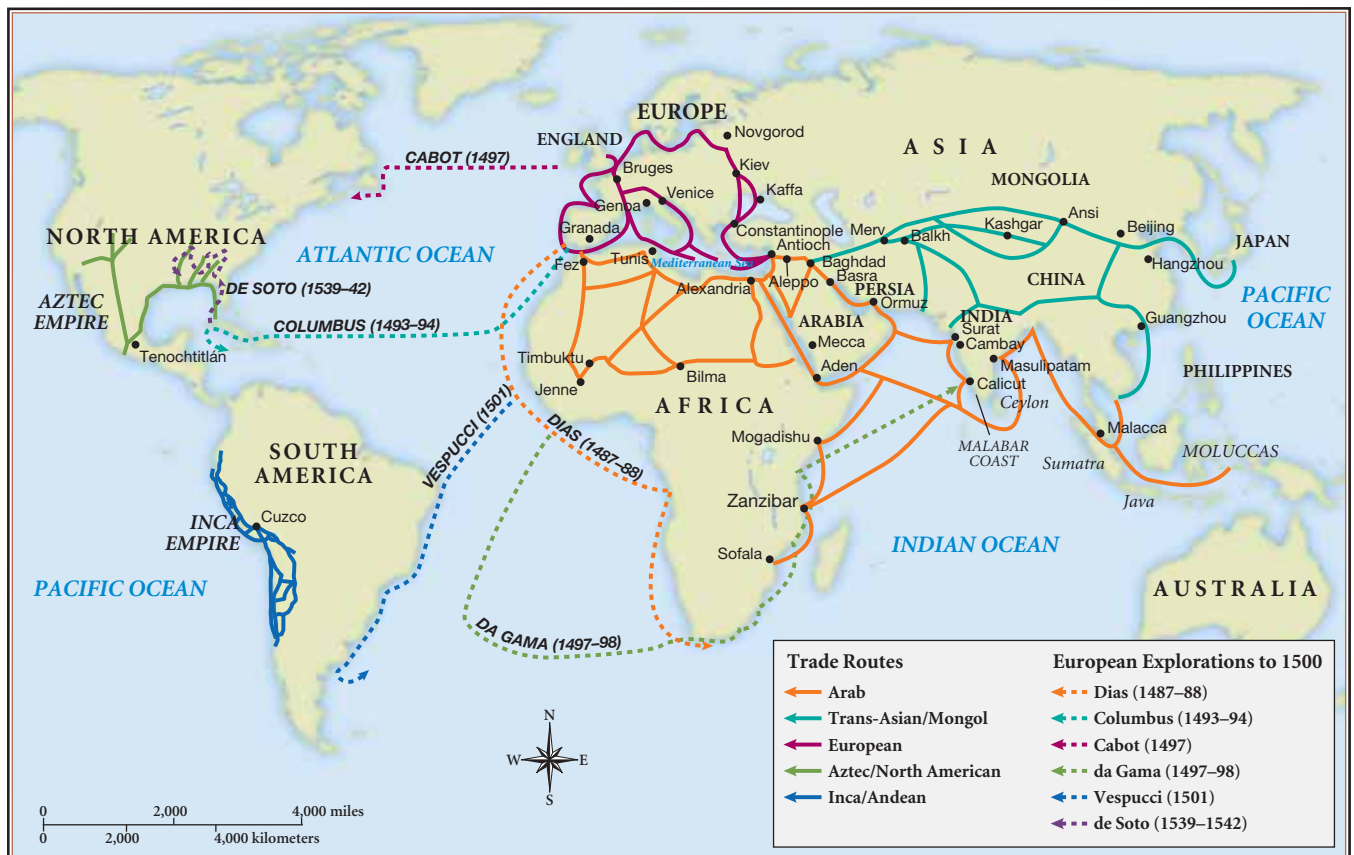 EUROPE
ENGLAND
Novgorod
ASIA
CABOT (1497)
Bruges
Kiev
MONGOLIA
Venice
Kaffa
Genoa
Granada
Constantinople
Merv
Balkh
Kashgar
Ansi
Beijing
NORTH AMERICA
ATLANTIC OCEAN
Antioch
JAPAN
Tunis
Mediterranean Sea
Fez
Baghdad
Hangzhou
Aleppo
Basra
DE SOTO (1539–42)
Alexandria
PERSIA
CHINA
AZTEC
EMPIRE
Ormuz
PACIFIC
OCEAN
COLUMBUS (1493–94)
ARABIA
INDIA
Guangzhou
Surat
Mecca
Cambay
Tenochtitlán
Timbuktu
Masulipatam
Bilma
Aden
PHILIPPINES
Jenne
Calicut
VESPUCCI (1501)
AFRICA
Ceylon
DIAS (1487–88)
Mogadishu
Malacca
MALABAR
COAST
SOUTH
AMERICA
Sumatra
MOLUCCAS
Zanzibar
Java
Cuzco
INCA
EMPIRE
INDIAN OCEAN
Sofala
PACIFIC OCEAN
AUSTRALIA
DA GAMA (1497–98)
Trade Routes
Arab
Trans-Asian/Mongol
European
Aztec/North American
Inca/Andean
European Explorations to 1500
Dias (1487–88)
Columbus (1493–94)
Cabot (1497)
da Gama (1497–98)
Vespucci (1501)
de Soto (1539–1542)
N
W
E
S
0 2,000 4,000 miles
0 2,000 4,000 kilometers